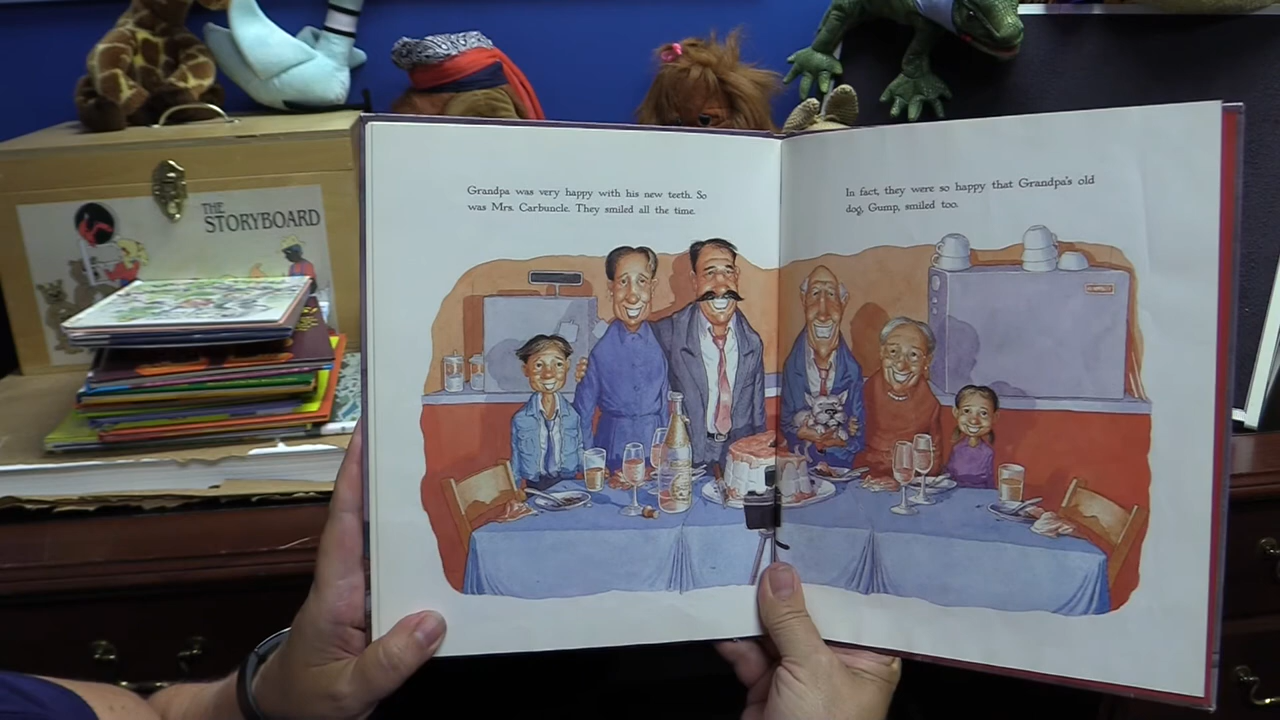 THE
STORYBOARD
Grandpa was very happy with his new teeth. So
was Mrs. Carbuncle. They smiled all the time.
In fact, they were so happy that Grandpa's old
dog, Gump, smiled too.